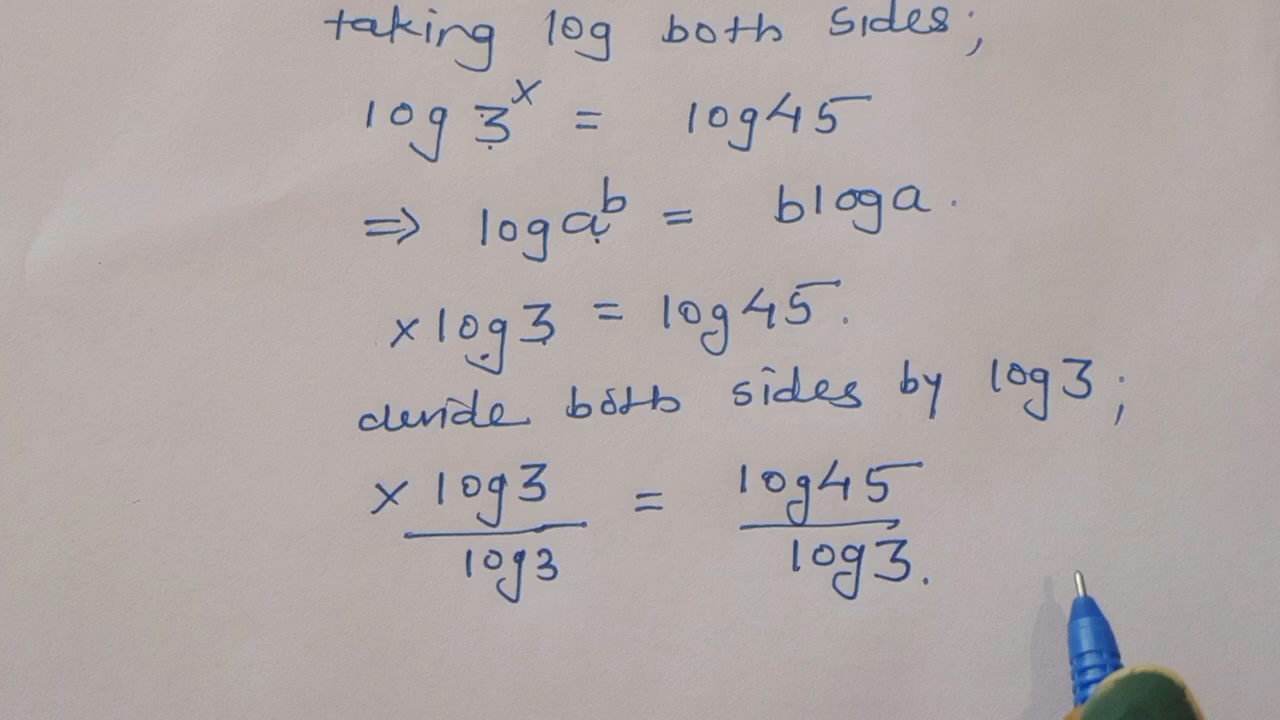 taking log both sides;
log 3^x = log45
⇒ log a^b = bloga.
x log3 = log45.
devide both sides by log3;
x log3/log3 = log45/log3.